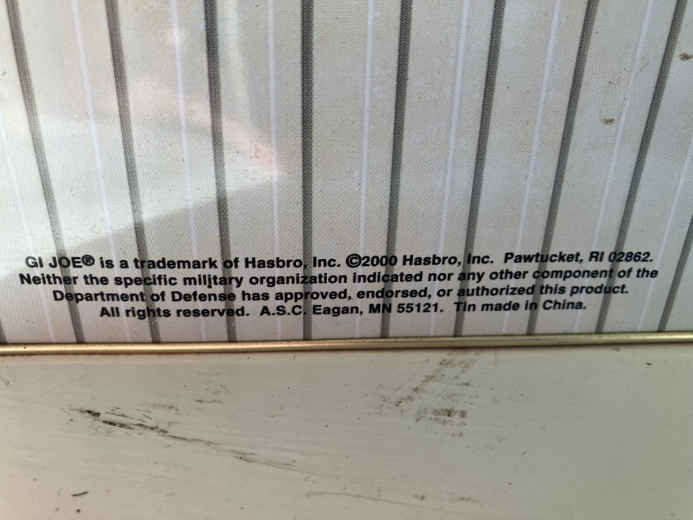 GI JOE® is a trademark of Hasbro, Inc. ©2000 Hasbro, Inc. Pawtucket, RI 02862.
Neither the specific military organization indicated nor any other component of the
Department of Defense has approved, endorsed, or authorized this product.
All rights reserved. A.S.C. Eagan, MN 55121. Tin made in China.